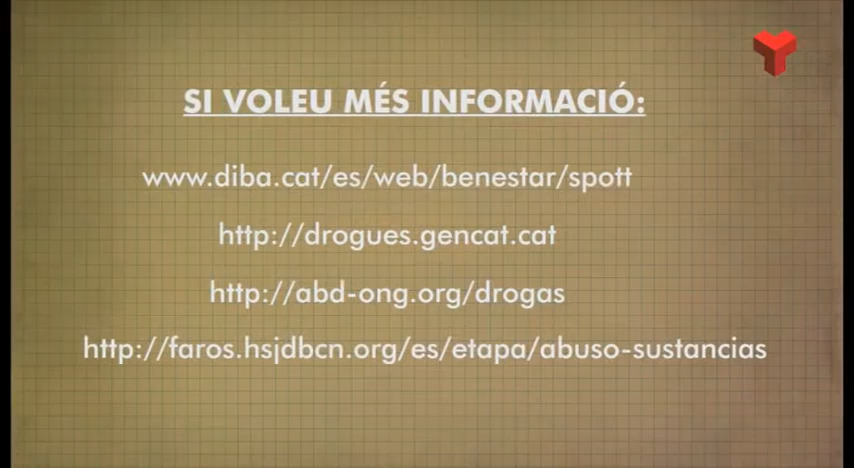 SI VOLEU MÉS INFORMACIÓ:
www.diba.cat/es/web/benestar/spott
http://drogues.gencat.cat
http://abd-ong.org/drogas
http://faros.hsjdbcn.org/es/etapa/abuso-sustancias